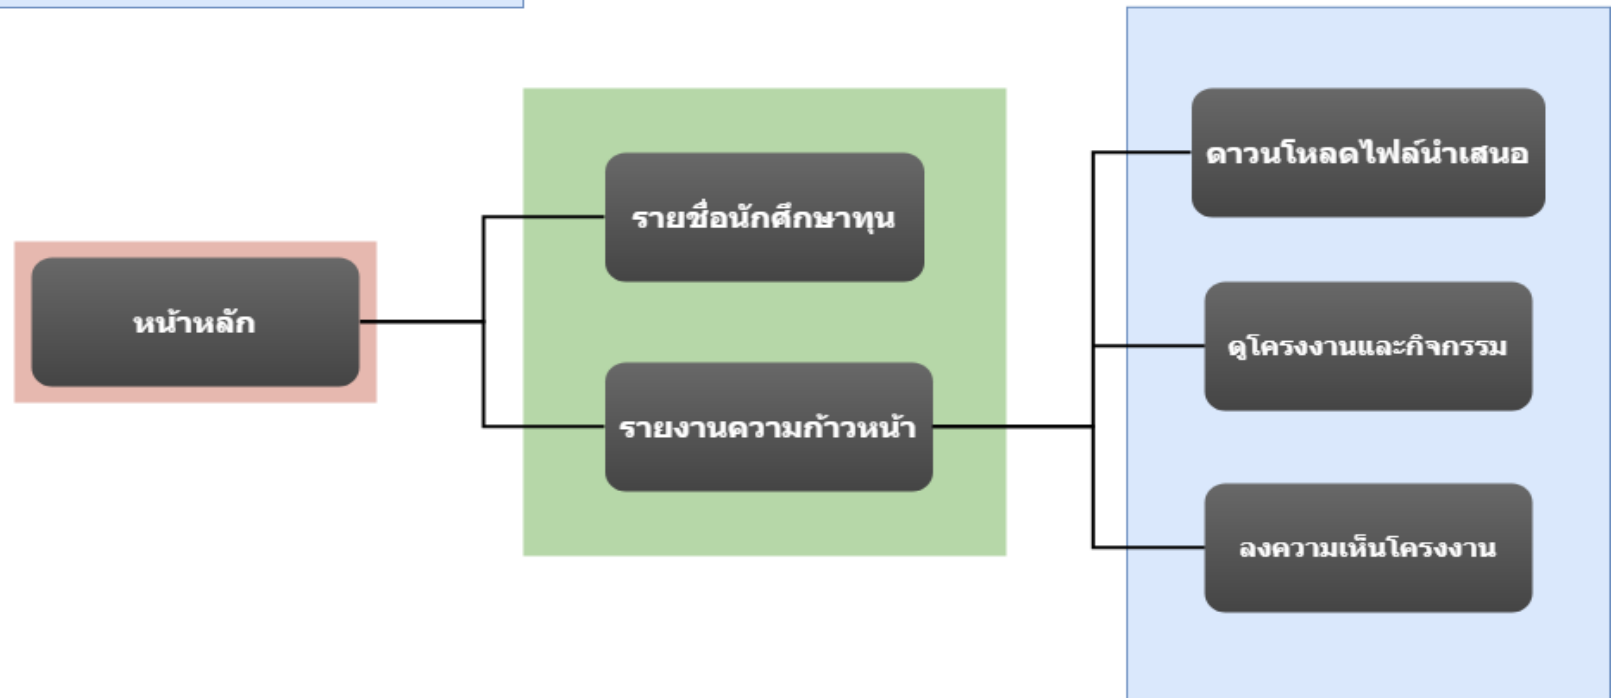 หน้าหลัก
รายชื่อนักศึกษาทุน
รายงานความก้าวหน้า
ดาวนโหลดไฟล์นำเสนอ
ดูโครงงานและกิจกรรม
ลงความเห็นโครงงาน